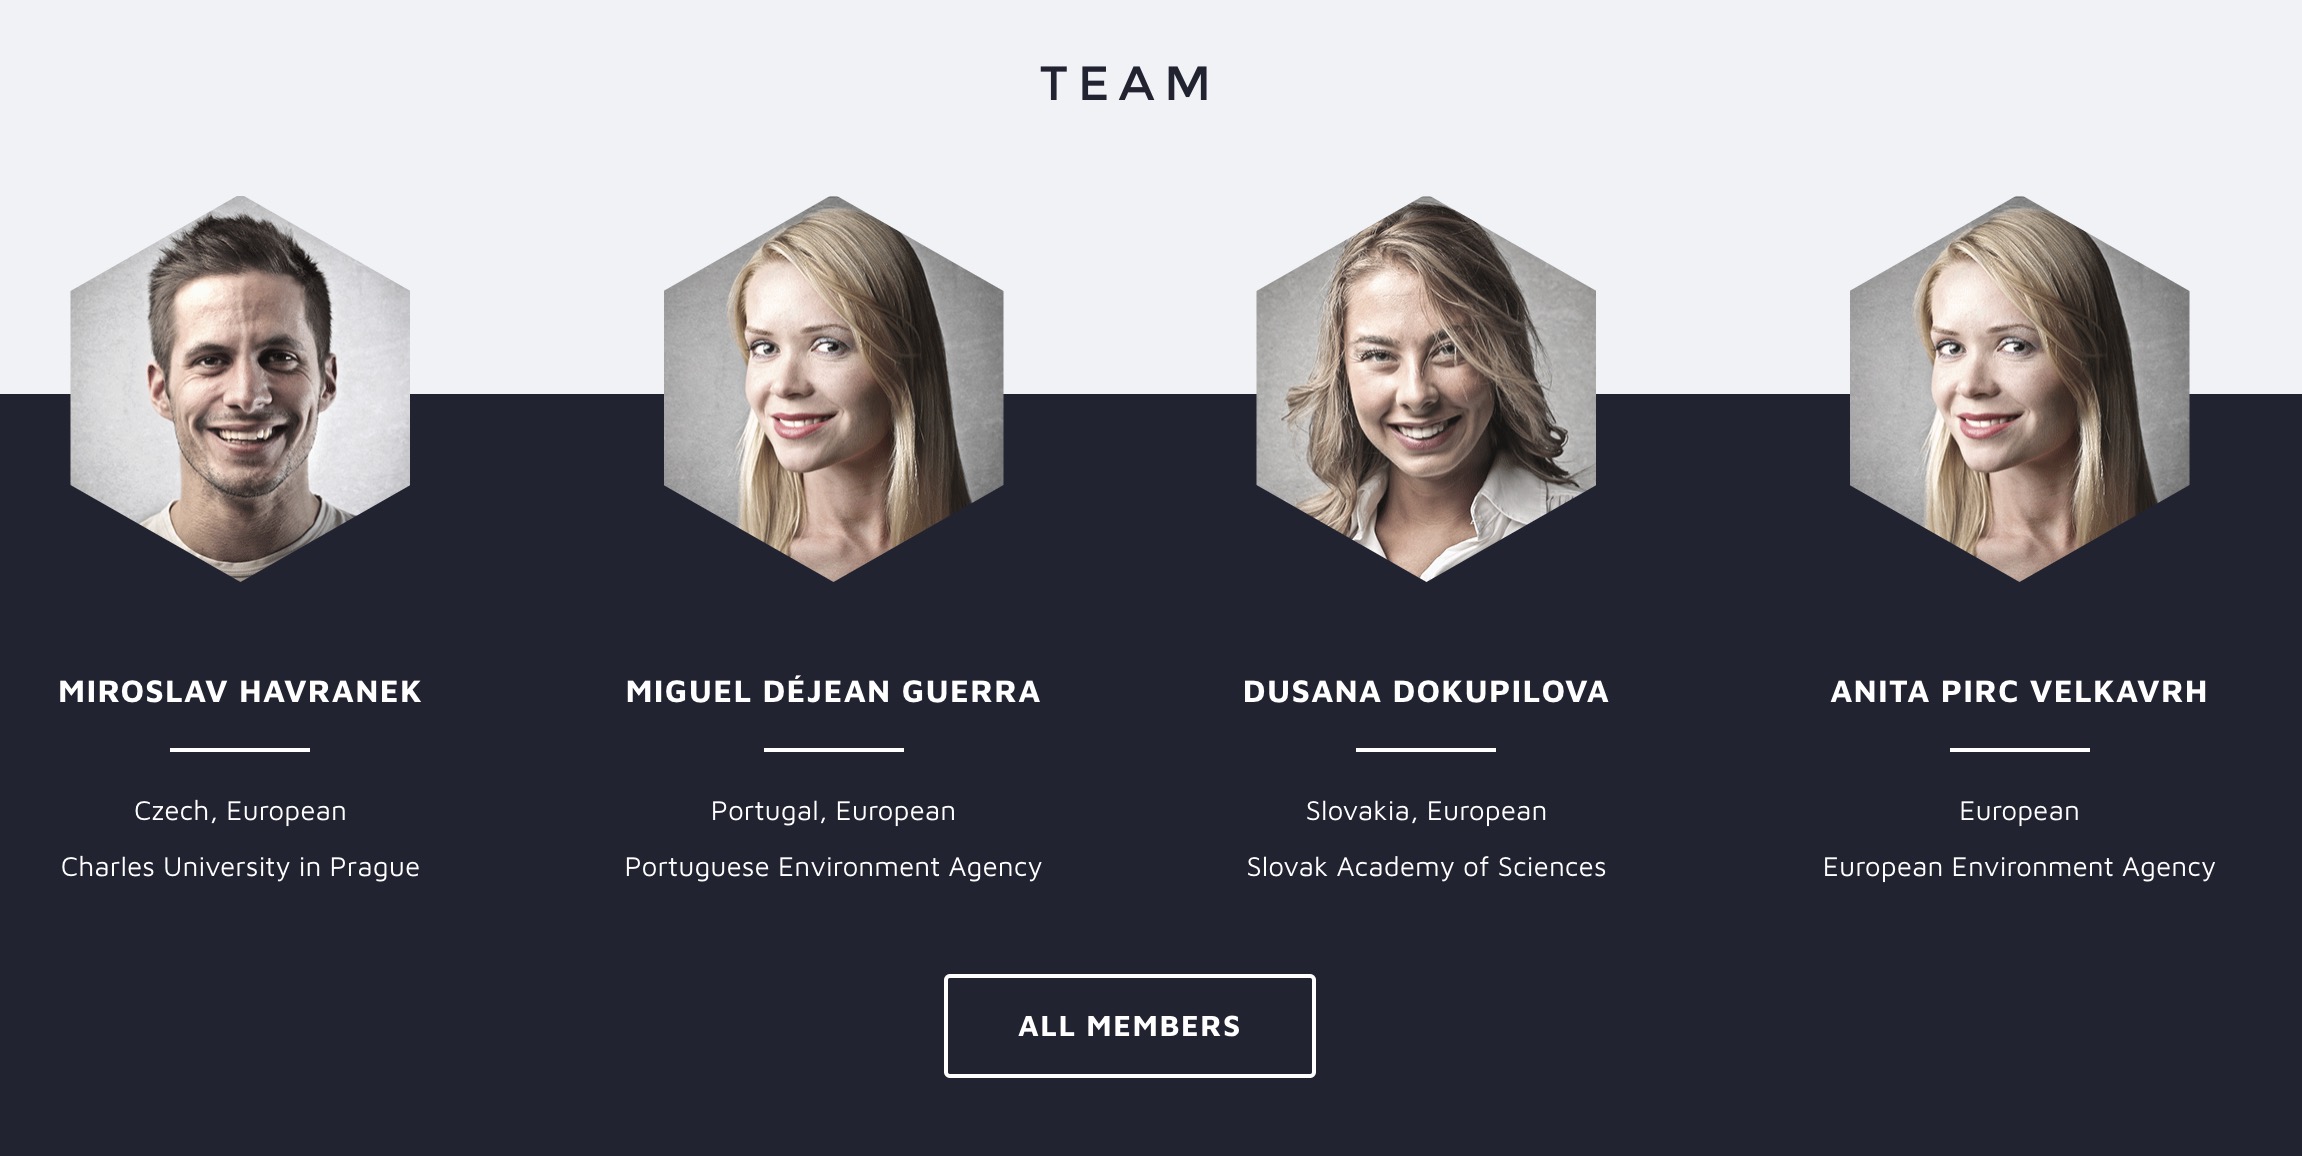 TEAM
MIROSLAV HAVRANEK
Czech, European
Charles University in Prague
MIGUEL DÉJEAN GUERRA
Portugal, European
Portuguese Environment Agency
DUSANA DOKUPILOVA
Slovakia, European
Slovak Academy of Sciences
ANITA PIRC VELKAVRH
European
European Environment Agency
ALL MEMBERS